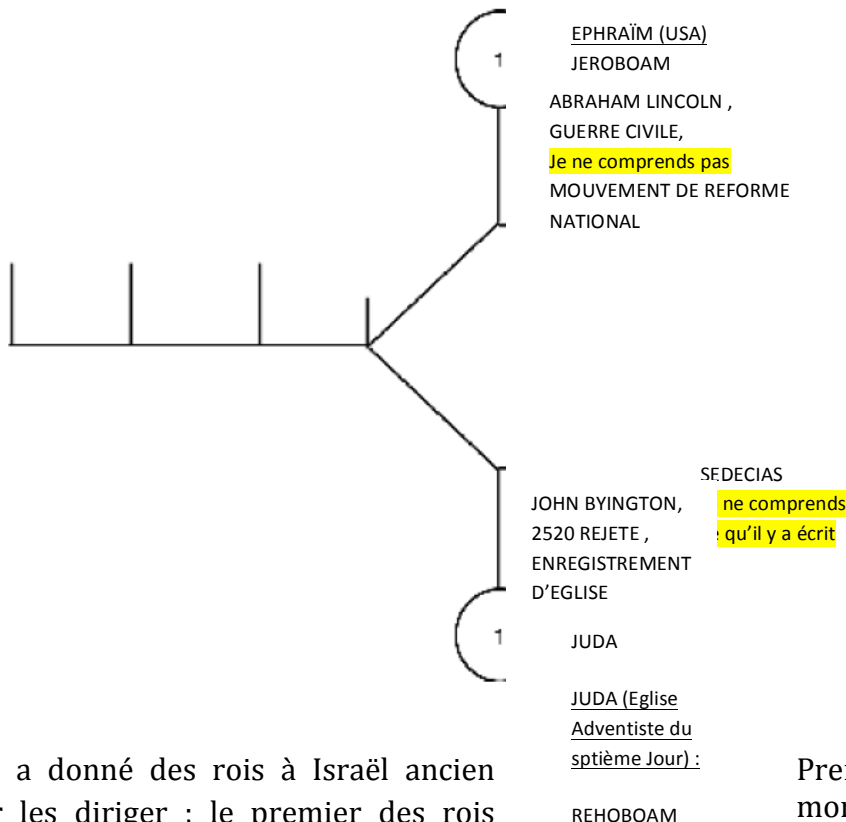 1
EPHRAÏM (USA)
JEROBOAM
ABRAHAM LINCOLN ,
GUERRE CIVILE,
Je ne comprends pas
MOUVEMENT DE REFORME
NATIONAL
SEDECIAS
JOHN BYINGTON,
ne comprends
2520 REJETE ,
qu’il y a écrit
ENREGISTREMENT
D’EGLISE
1
JUDA
JUDA (Eglise
Adventiste du
sptième Jour) :
REHOBOAM
a donné des rois à Israël ancien
les diriger : le premier des rois